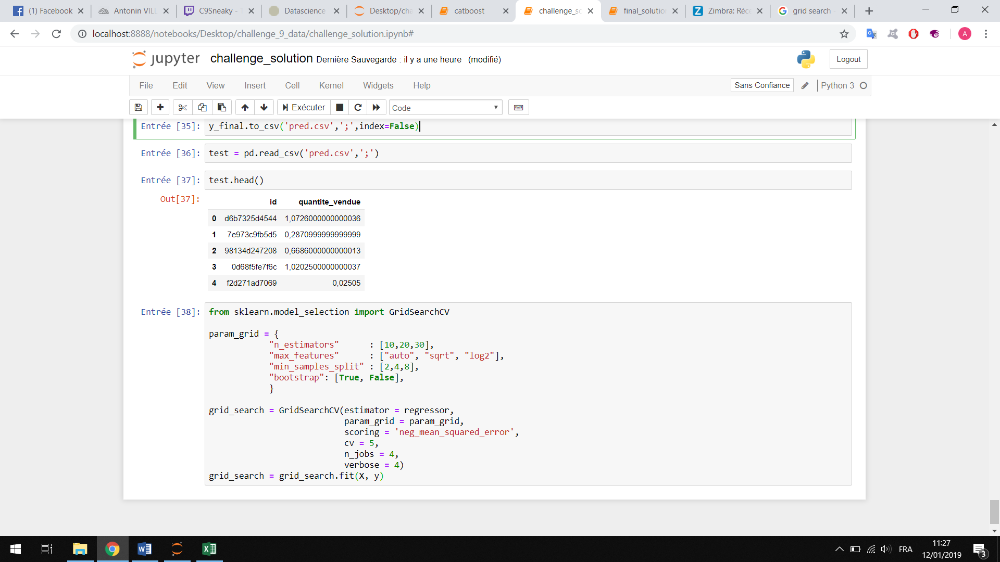 (1) Facebook
Antonin VILL
C9Sneaky - T
Datascience
Desktop/cha
catboost
challenge_so
final_solution
Zimbra: Réce
grid search -
localhost:8888/notebooks/Desktop/challenge_9_data/challenge_solution.ipynb#
A
jupyter challenge_solution Dernière Sauvegarde : il y a une heure (modifié)
Logout
File Edit View Insert Cell Kernel Widgets Help
Sans Confiance
Python 3
Exécuter
Code
Entrée [35]: y_final.to_csv('pred.csv',';',index=False)
Entrée [36]: test = pd.read_csv('pred.csv',';')
Entrée [37]: test.head()
Out[37]:
id quantite_vendue
0 d6b7325d4544 1,0726000000000036
1 7e973c9fb5d5 0,2870999999999999
2 98134d247208 0,6686000000000013
3 0d68f5fe7f6c 1,0202500000000037
4 f2d271ad7069 0,02505
Entrée [38]: from sklearn.model_selection import GridSearchCV
param_grid = {
"n_estimators" : [10,20,30],
"max_features" : ["auto", "sqrt", "log2"],
"min_samples_split" : [2,4,8],
"bootstrap": [True, False],
}
grid_search = GridSearchCV(estimator = regressor,
param_grid = param_grid,
scoring = 'neg_mean_squared_error',
cv = 5,
n_jobs = 4,
verbose = 4)
grid_search = grid_search.fit(X, y)
FRA
11:27
12/01/2019
3